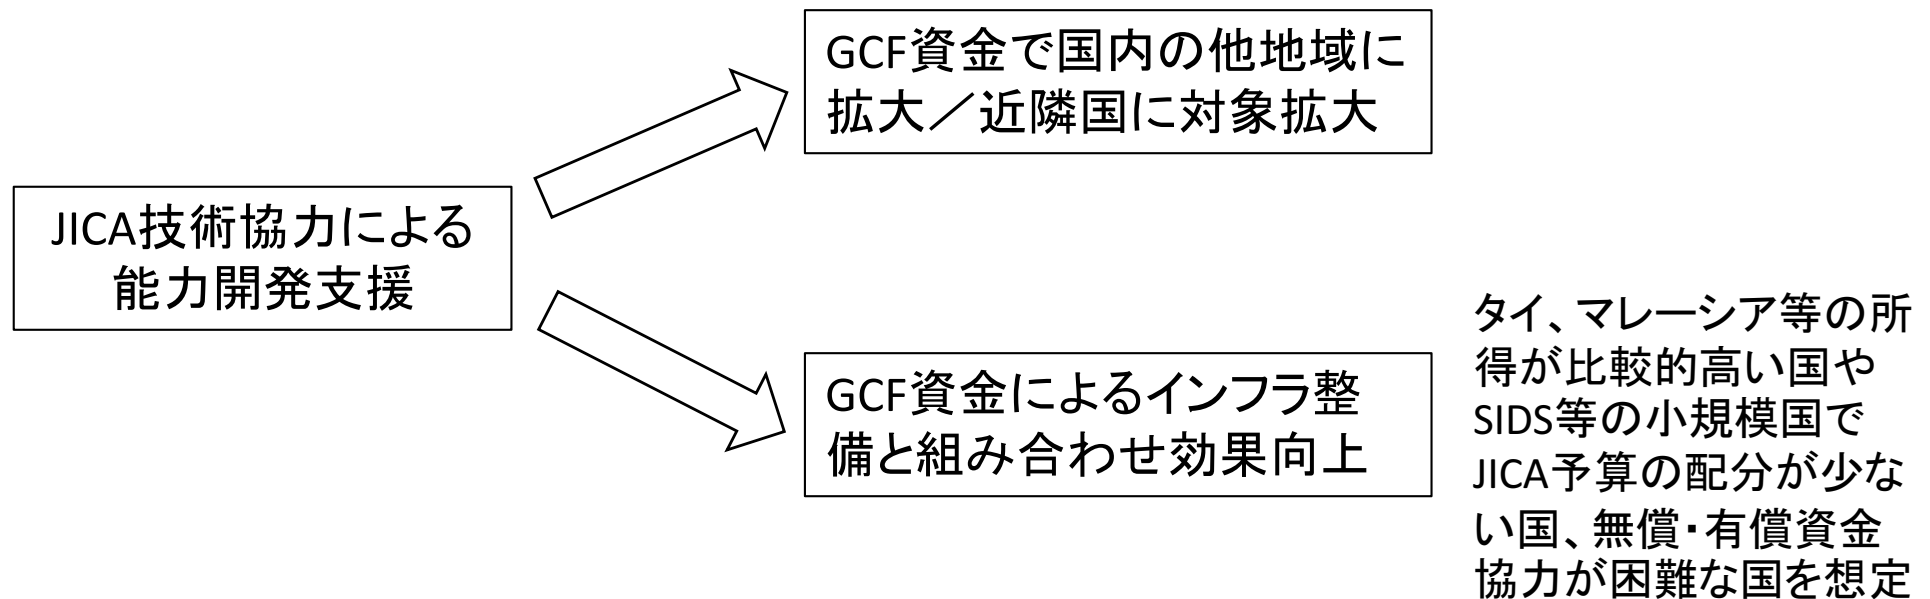 GCF資金で国内の他地域に
拡大／近隣国に対象拡大
JICA技術協力による
能力開発支援
GCF資金によるインフラ整
備と組み合わせ効果向上
タイ、マレーシア等の所
得が比較的高い国や
SIDS等の小規模国で
JICA予算の配分が少な
い国、無償・有償資金
協力が困難な国を想定